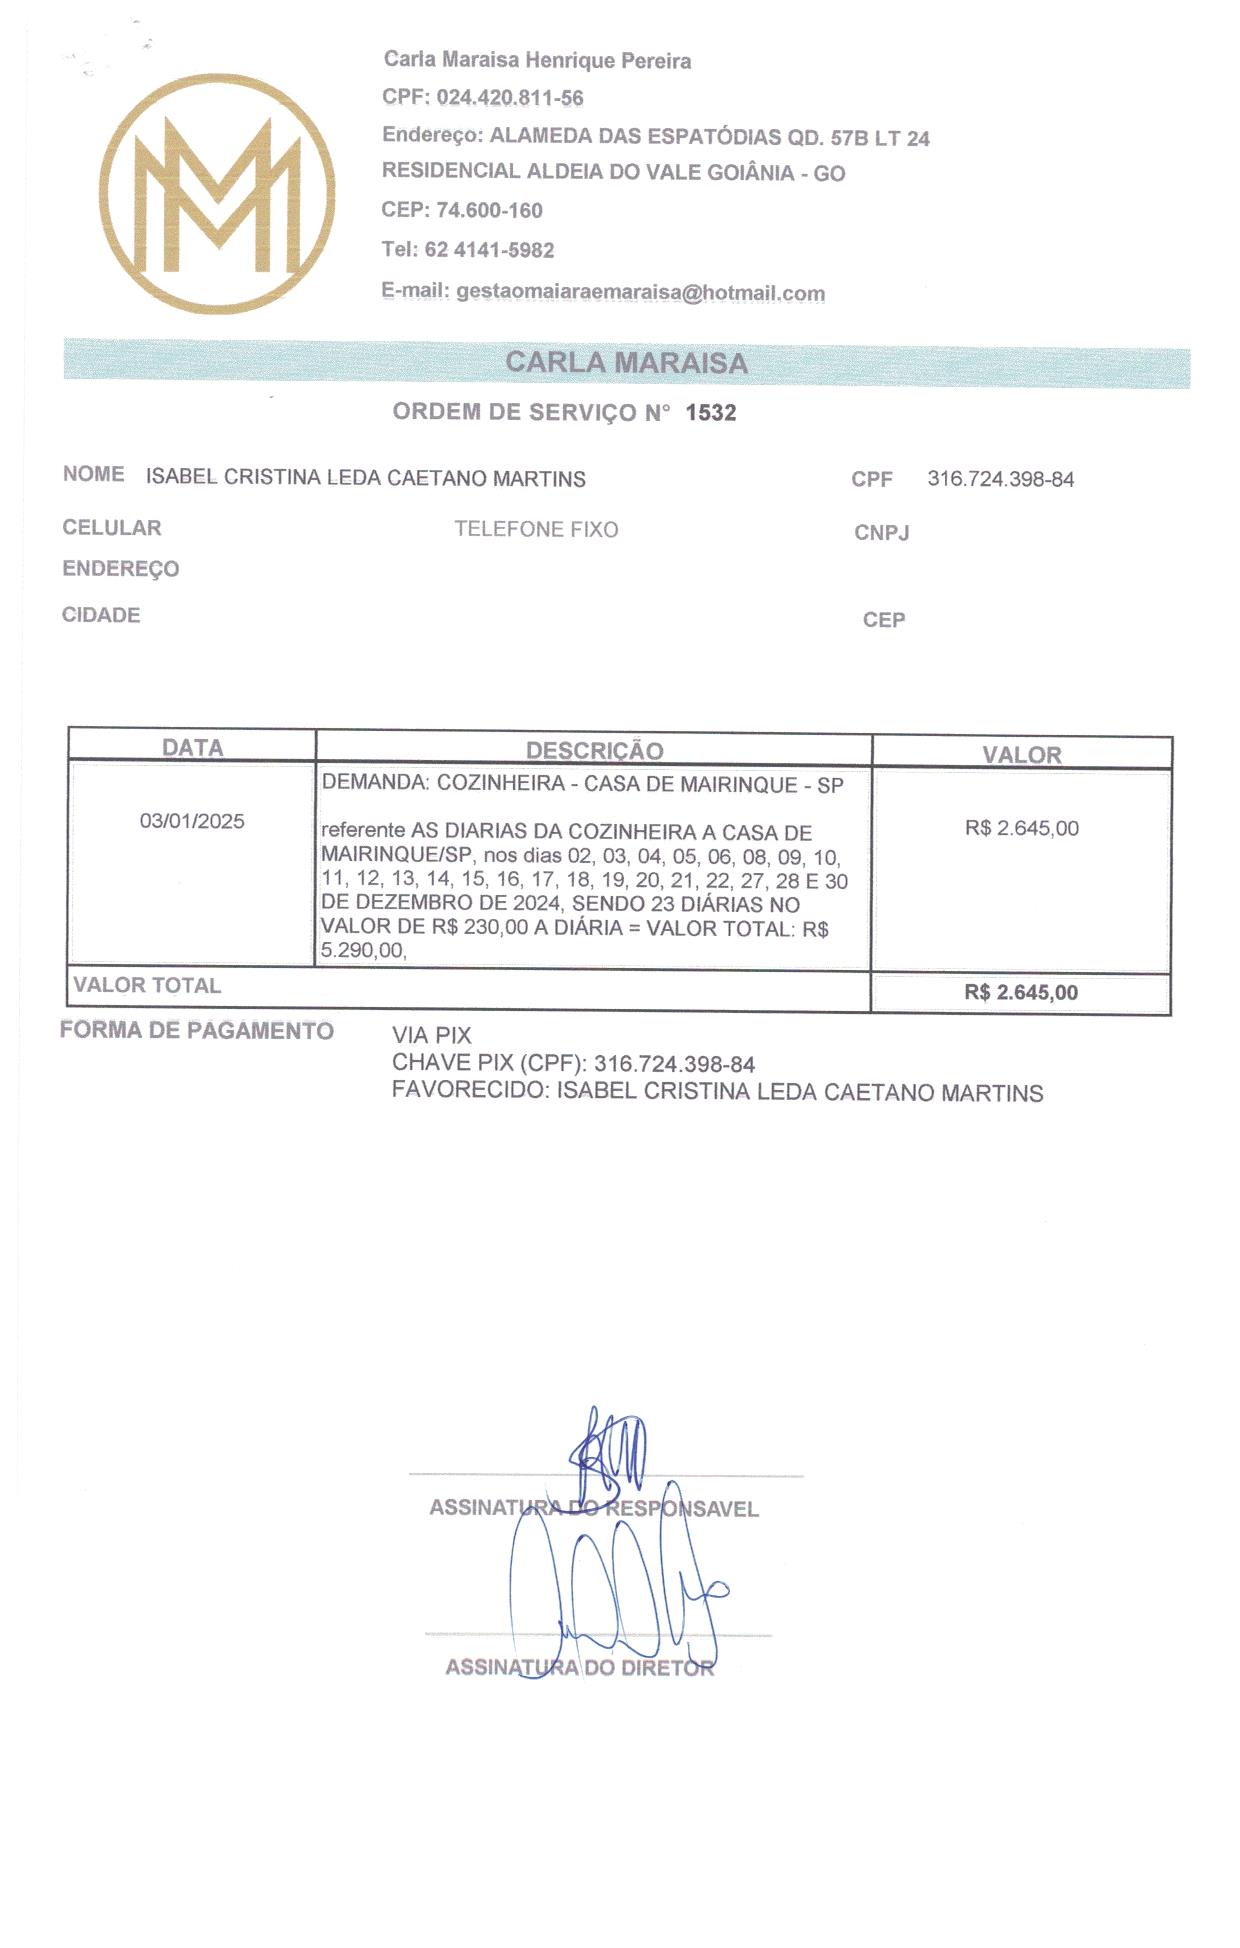 Carla Maraisa Henrique Pereira
CPF: 024.420.811-56
Endereço: ALAMEDA DAS ESPATÓDIAS QD. 57B LT 24
RESIDENCIAL ALDEIA DO VALE GOIÂNIA - GO
CEP: 74.600-160
Tel: 62 4141-5982
E-mail: gestaomaiaraemaraisa@hotmail.com
CARLA MARAISA
ORDEM DE SERVIÇO N° 1532
NOME ISABEL CRISTINA LEDA CAETANO MARTINS CPF 316.724.398-84
CELULAR TELEFONE FIXO CNPJ
ENDEREÇO
CIDADE CEP
DATA DESCRIÇÃO VALOR
DEMANDA: COZINHEIRA - CASA DE MAIRINQUE - SP
03/01/2025 referente AS DIARIAS DA COZINHEIRA A CASA DE R$ 2.645,00
MAIRINQUE/SP, nos dias 02, 03, 04, 05, 06, 08, 09, 10,
11, 12, 13, 14, 15, 16, 17, 18, 19, 20, 21, 22, 27, 28 E 30
DE DEZEMBRO DE 2024, SENDO 23 DIÁRIAS NO
VALOR DE R$ 230,00 A DIÁRIA = VALOR TOTAL: R$
5.290,00,
VALOR TOTAL R$ 2.645,00
FORMA DE PAGAMENTO VIA PIX
CHAVE PIX (CPF): 316.724.398-84
FAVORECIDO: ISABEL CRISTINA LEDA CAETANO MARTINS
ASSINATURA DO RESPONSAVEL
ASSINATURA DO DIRETOR